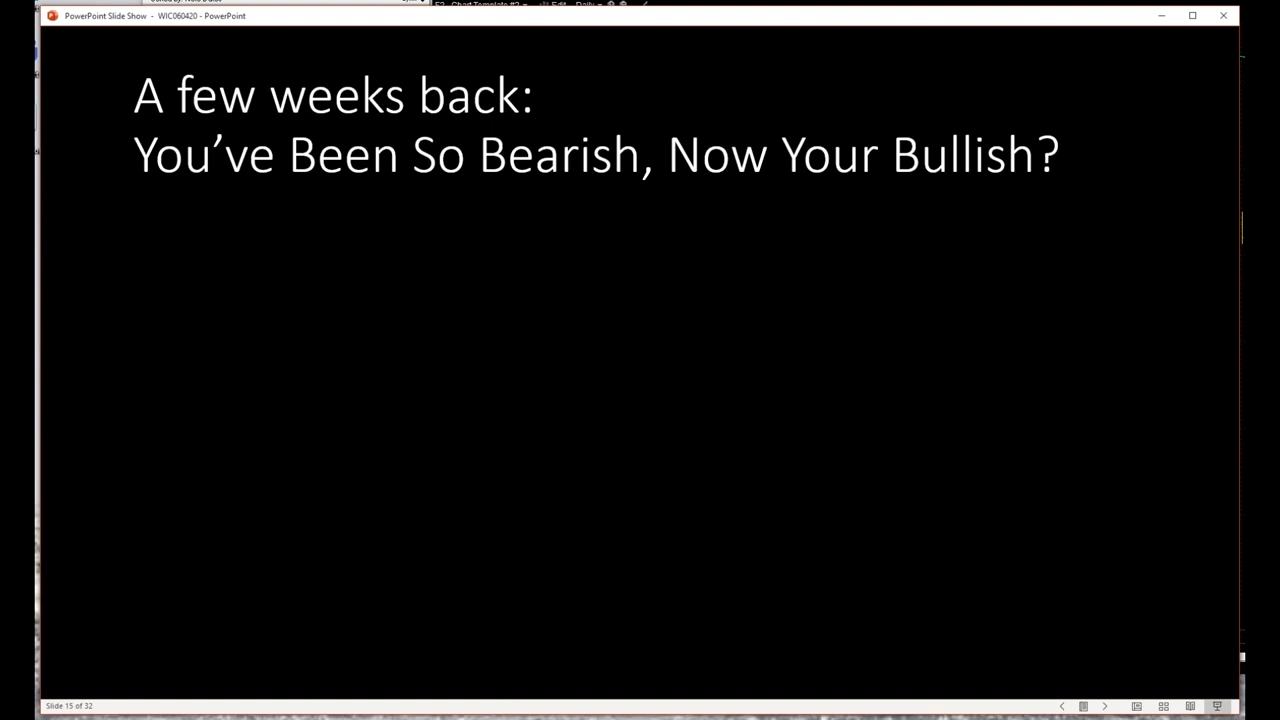 PowerPoint Slide Show - WIC060420 - PowerPoint
A few weeks back:
You've Been So Bearish, Now Your Bullish?
Slide 15 of 32